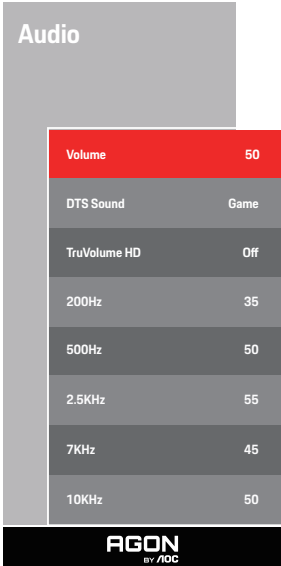 Audio
Volume 50
DTS Sound Game
TruVolume HD Off
200Hz 35
500Hz 50
2.5KHz 55
7KHz 45
10KHz 50
AGON
BY AOC